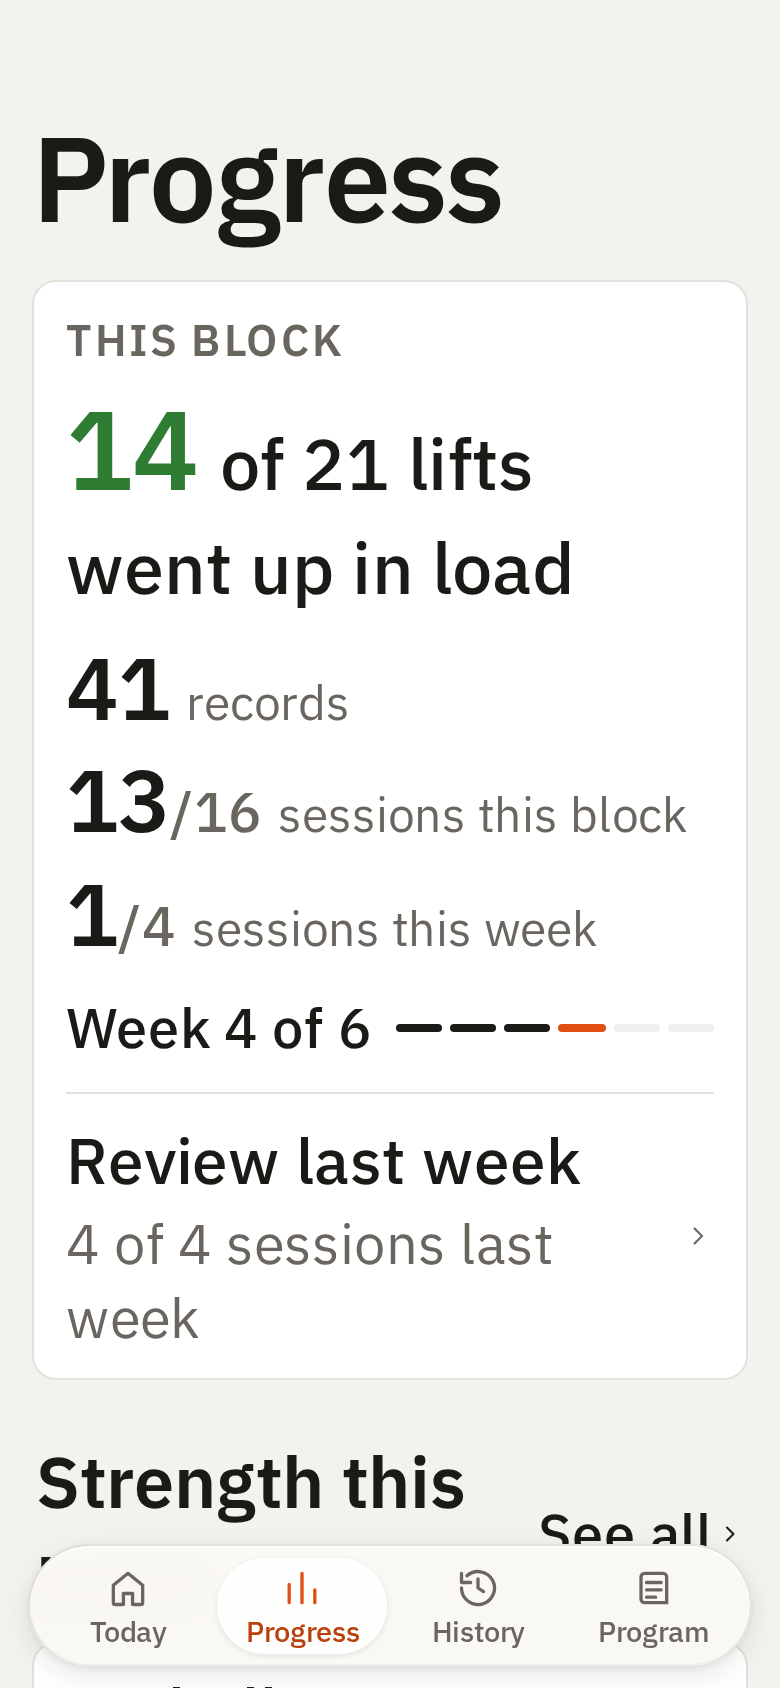 Progress
THIS BLOCK
14 of 21 lifts
went up in load
41 records
13/16 sessions this block
1/4 sessions this week
Week 4 of 6
Review last week
4 of 4 sessions last
week
Strength this
See all
Today
Progress
History
Program